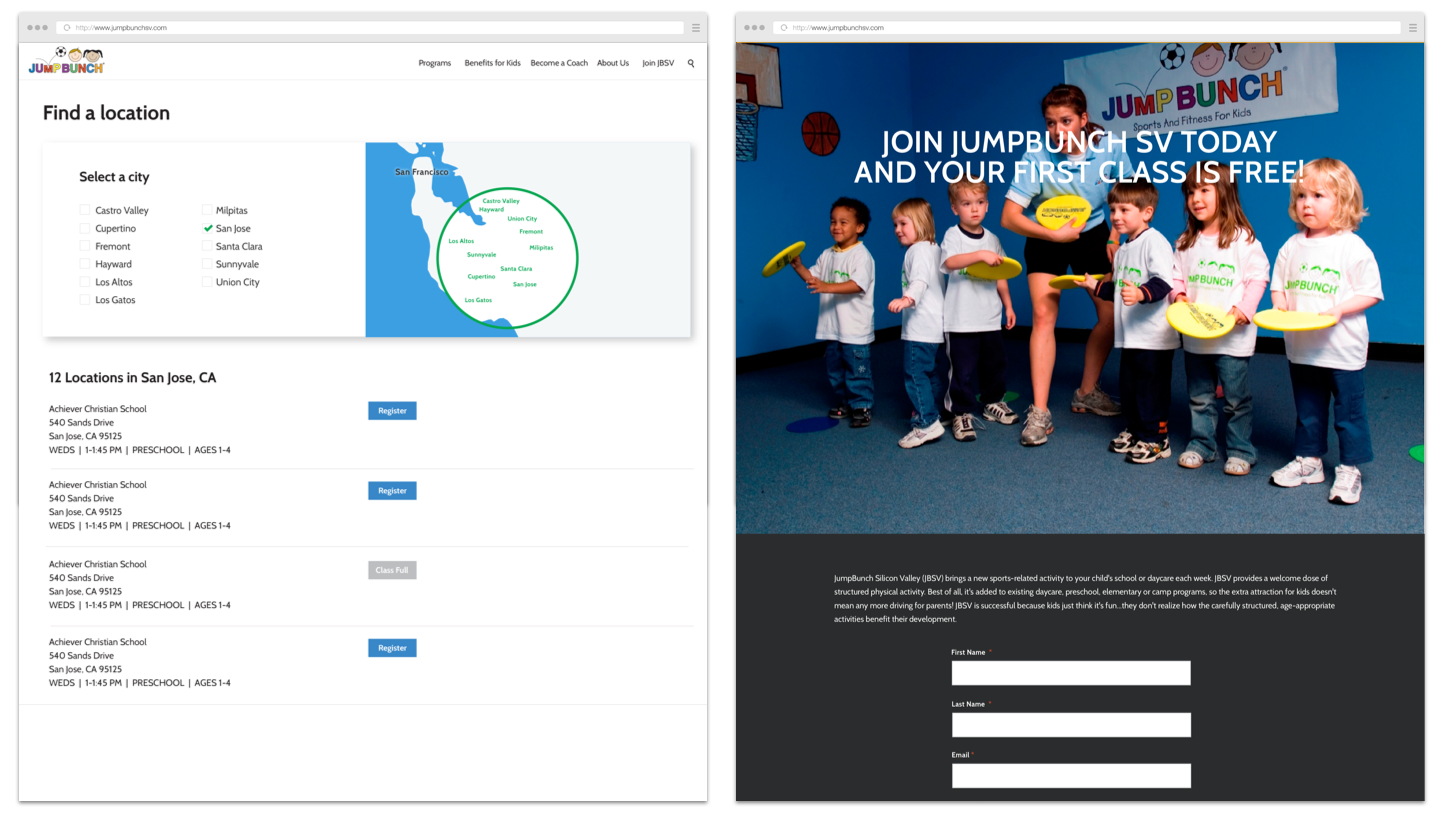 http://www.jumpbunchsv.com
JUMPBUNCH
Programs
Benefits for Kids
Become a Coach
About Us
Join JBSV
Find a location
Select a city
Castro Valley
Cupertino
Fremont
Hayward
Los Altos
Los Gatos
Milpitas
San Jose
Santa Clara
Sunnyvale
Union City
San Francisco
Castro Valley
Hayward
Union City
Fremont
Los Altos
Milipitas
Sunnyvale
Santa Clara
Cupertino
San Jose
Los Gatos
12 Locations in San Jose, CA
Achiever Christian School
540 Sands Drive
San Jose, CA 95125
WEDS | 1-1:45 PM | PRESCHOOL | AGES 1-4
Register
Achiever Christian School
540 Sands Drive
San Jose, CA 95125
WEDS | 1-1:45 PM | PRESCHOOL | AGES 1-4
Register
Achiever Christian School
540 Sands Drive
San Jose, CA 95125
WEDS | 1-1:45 PM | PRESCHOOL | AGES 1-4
Class Full
Achiever Christian School
540 Sands Drive
San Jose, CA 95125
WEDS | 1-1:45 PM | PRESCHOOL | AGES 1-4
Register
http://www.jumpbunchsv.com
JUMPBUNCH
Sports And Fitness For Kids
JOIN JUMPBUNCH SV TODAY
AND YOUR FIRST CLASS IS FREE!
JumpBunch Silicon Valley (JBSV) brings a new sports-related activity to your child's school or daycare each week. JBSV provides a welcome dose of
structured physical activity. Best of all, it's added to existing daycare, preschool, elementary or camp programs, so the extra attraction for kids doesn't
mean any more driving for parents! JBSV is successful because kids just think it's fun...they don't realize how the carefully structured, age-appropriate
activities benefit their development.
First Name *
Last Name *
Email *